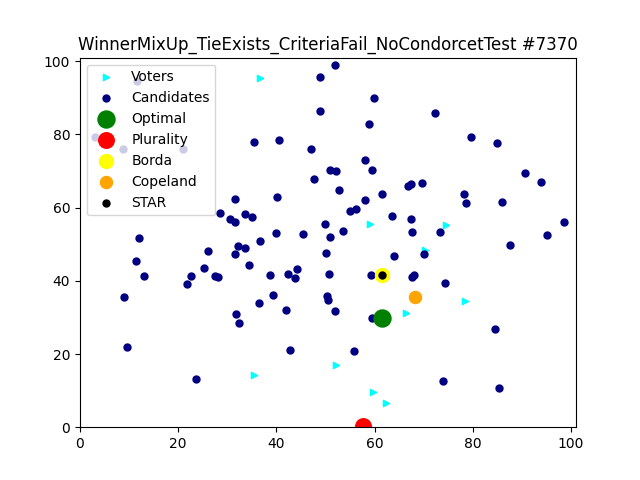 WinnerMixUp_TieExists_CriteriaFail_NoCondorcetTest #7370
100
80
60
40
20
0
Voters
Candidates
Optimal
Plurality
Borda
Copeland
STAR
0 20 40 60 80 100